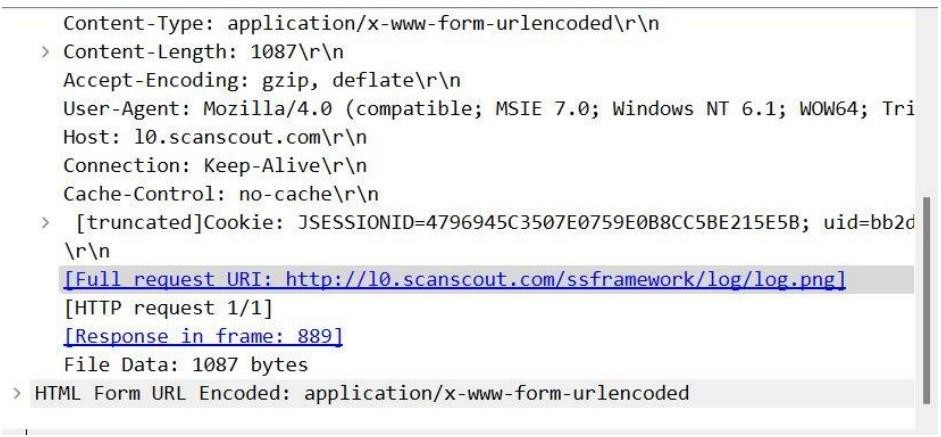 Content-Type: application/x-www-form-urlencoded\r\n
> Content-Length: 1087\r\n
Accept-Encoding: gzip, deflate\r\n
User-Agent: Mozilla/4.0 (compatible; MSIE 7.0; Windows NT 6.1; WOW64; Tri
Host: l0.scanscout.com\r\n
Connection: Keep-Alive\r\n
Cache-Control: no-cache\r\n
> [truncated]Cookie: JSESSIONID=4796945C3507E0759E0B8CC5BE215E5B; uid=bb2d
\r\n
[Full request URI: http://l0.scanscout.com/ssframework/log/log.png]
[HTTP request 1/1]
[Response in frame: 889]
File Data: 1087 bytes
> HTML Form URL Encoded: application/x-www-form-urlencoded